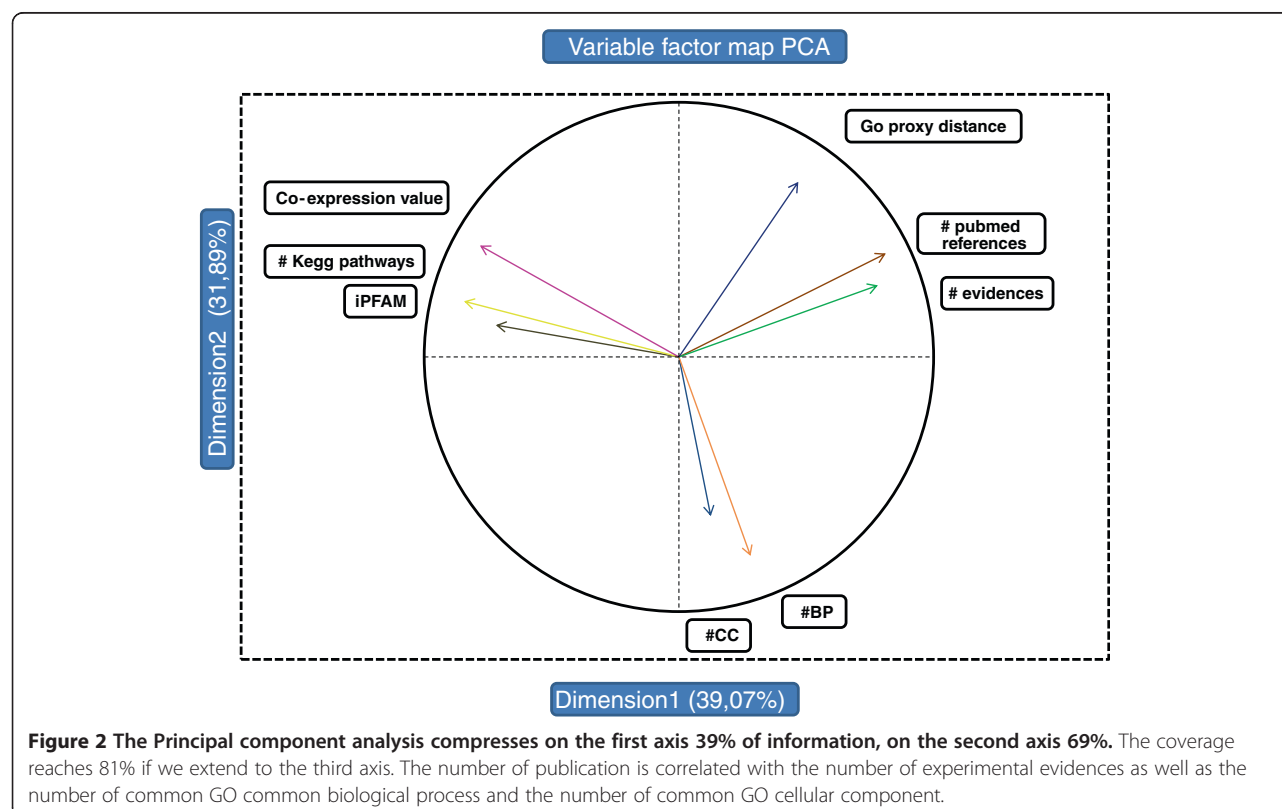 Variable factor map PCA
Go proxy distance
Co-expression value
# pubmed
references
# Kegg pathways
# evidences
iPFAM
Dimension2 (31,89%)
#BP
#CC
Dimension1 (39,07%)
Figure 2 The Principal component analysis compresses on the first axis 39% of information, on the second axis 69%. The coverage
reaches 81% if we extend to the third axis. The number of publication is correlated with the number of experimental evidences as well as the
number of common GO common biological process and the number of common GO cellular component.